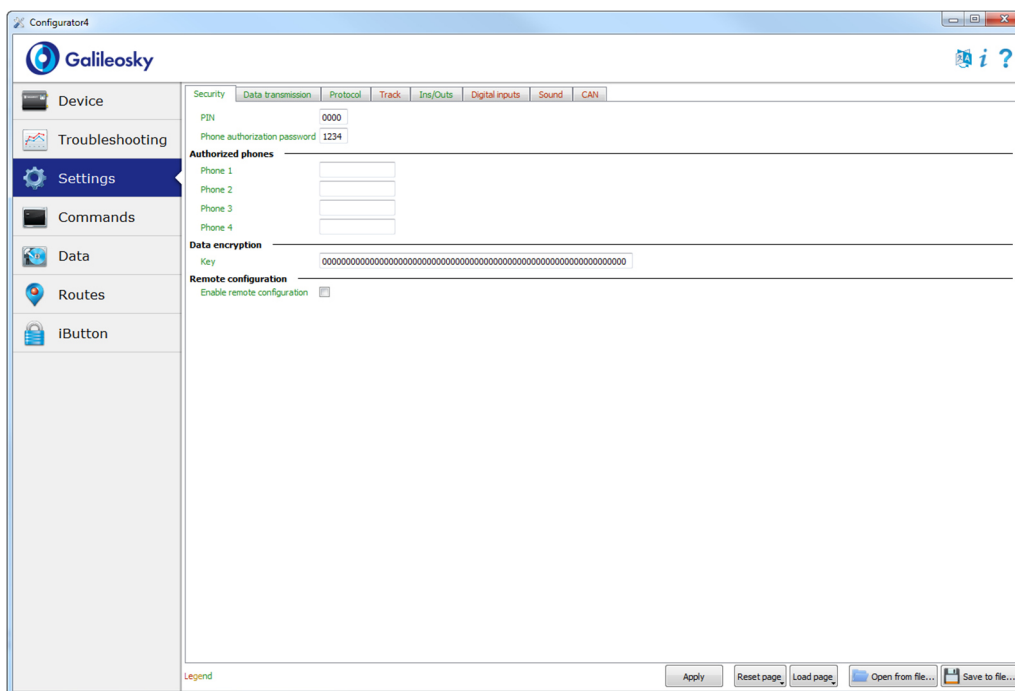 Configurator4
Galileosky
i ?
Device
Troubleshooting
Settings
Commands
Data
Routes
iButton
Security Data transmission Protocol Track Ins/Outs Digital inputs Sound CAN
PIN 0000
Phone authorization password 1234
Authorized phones
Phone 1
Phone 2
Phone 3
Phone 4
Data encryption
Key 0000000000000000000000000000000000000000000000000000000000000000
Remote configuration
Enable remote configuration
Legend
Apply Reset page Load page Open from file... Save to file...